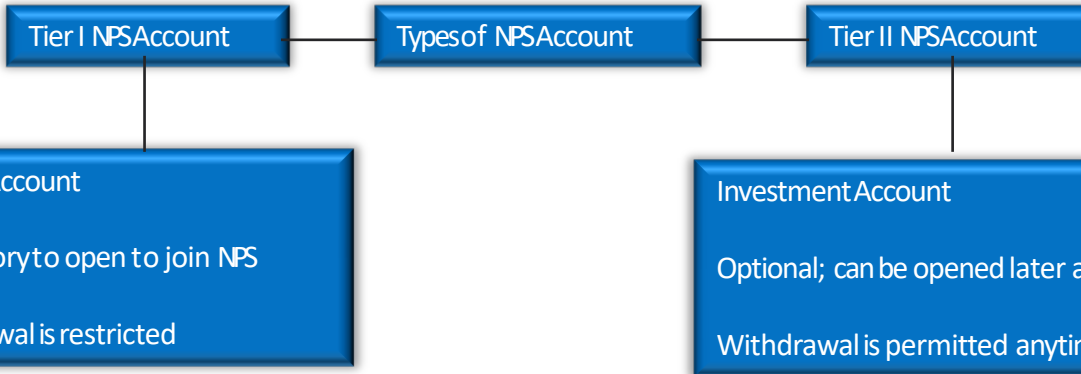 Tier I NPS Account
Types of NPS Account
Tier II NPS Account
ccount
ory to open to join NPS
wal is restricted
Investment Account
Optional; can be opened later a
Withdrawal is permitted anytim